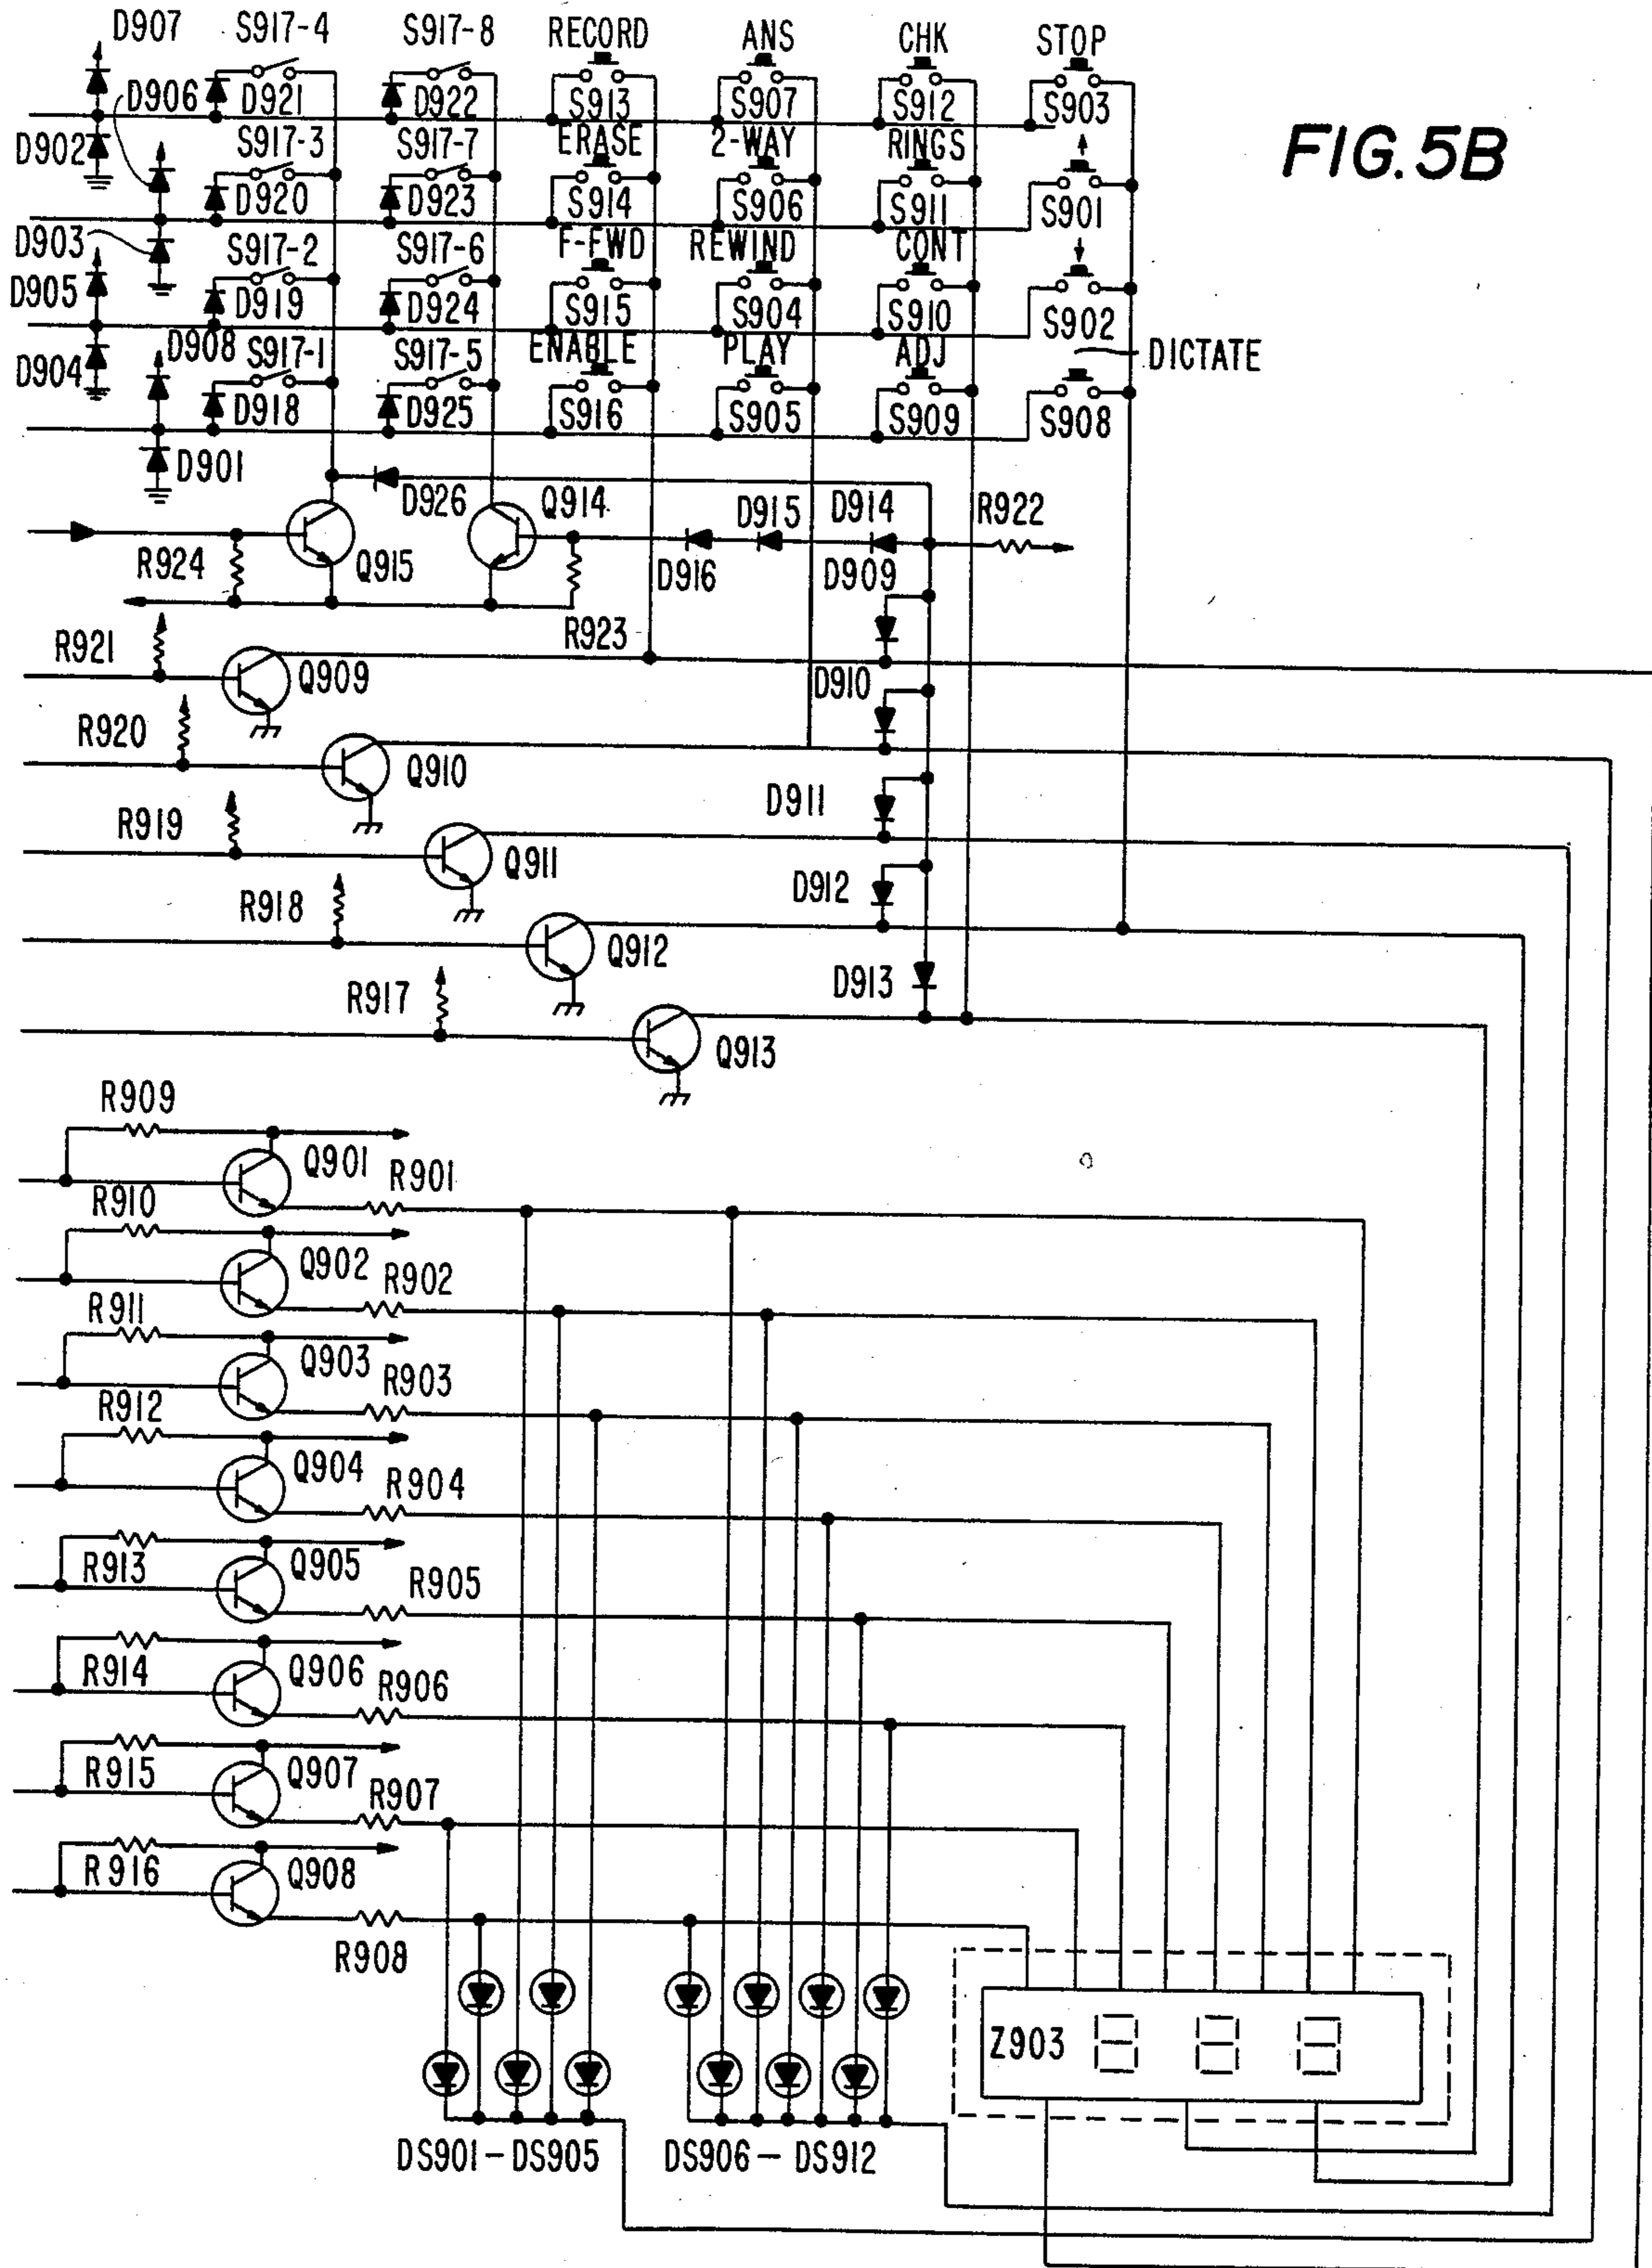 D907 S917-4 S917-8 RECORD ANS CHK STOP
D906 D921 D922 S913 S907 S912 S903
FIG. 5B
D902 S917-3 S917-7 ERASE 2-WAY RINGS
D920 D923 S914 S906 S911 S901
D903 S917-2 S917-6 F-FWD REWIND CONT
D905 D919 D924 S915 S904 S910 S902
D904 D908 S917-1 S917-5 ENABLE PLAY ADJ DICTATE
D918 D925 S916 S905 S909 S908
D901
D926 Q914 D915 D914 R922
R924 Q915 D916 D909
R921 R923
Q909 D910
R920 Q910
R919 D911
Q911
R918 D912
Q912
R917 D913
Q913
R909
Q901 R901
R910
Q902 R902
R911
Q903 R903
R912
Q904 R904
R913 Q905 R905
R914 Q906 R906
R915 Q907 R907
R916 Q908
R908
Z903 8 8 8
DS901-DS905 DS906-DS912